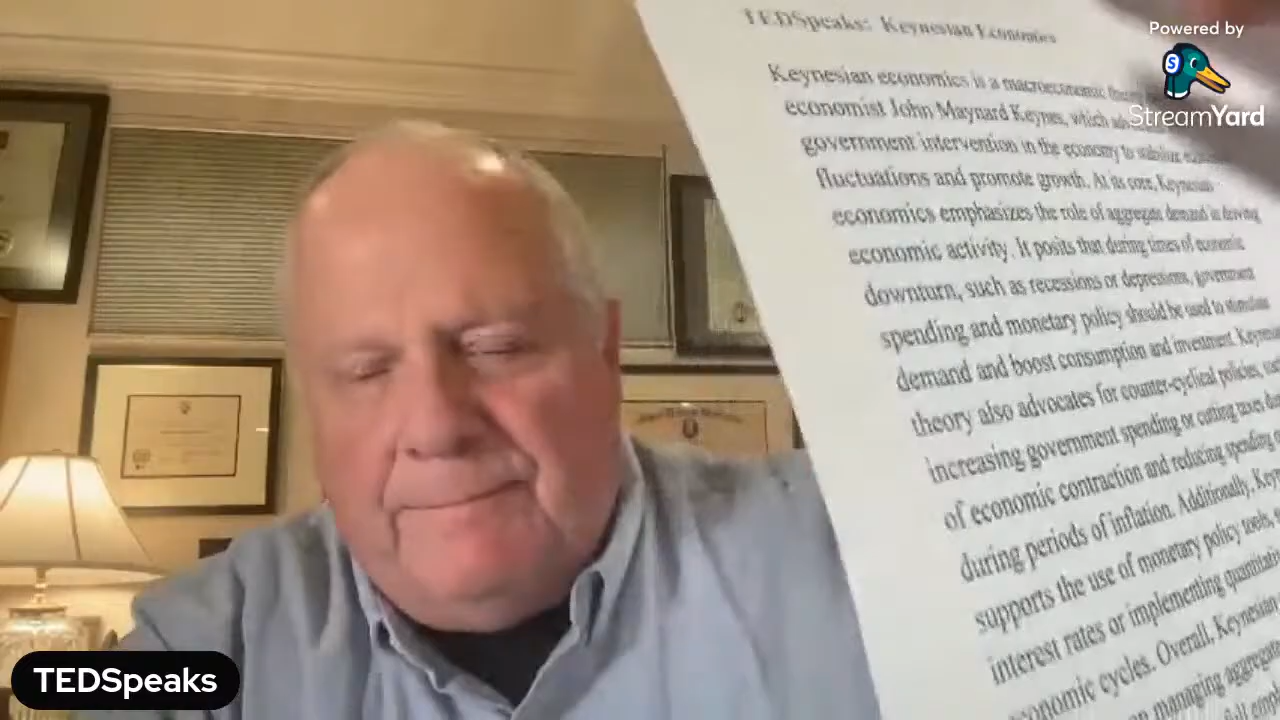 TEDSpeaks: Keynesian Economics
Keynesian economics is a macroeconomic
economist John Maynard Keynes, which
government intervention in the economy to stabilize
fluctuations and promote growth. At its core, Keynesian
economics emphasizes the role of aggregate demand in driving
economic activity. It posits that during times of economic
downturn, such as recessions or depressions, government
spending and monetary policy should be used to stimulate
demand and boost consumption and investment.
theory also advocates for counter-cyclical policies,
increasing government spending or cutting taxes
of economic contraction and reducing spending
during periods of inflation. Additionally,
supports the use of monetary policy tools,
interest rates or implementing
economic cycles. Overall, Keynesian
managing
Powered by
StreamYard
TEDSpeaks